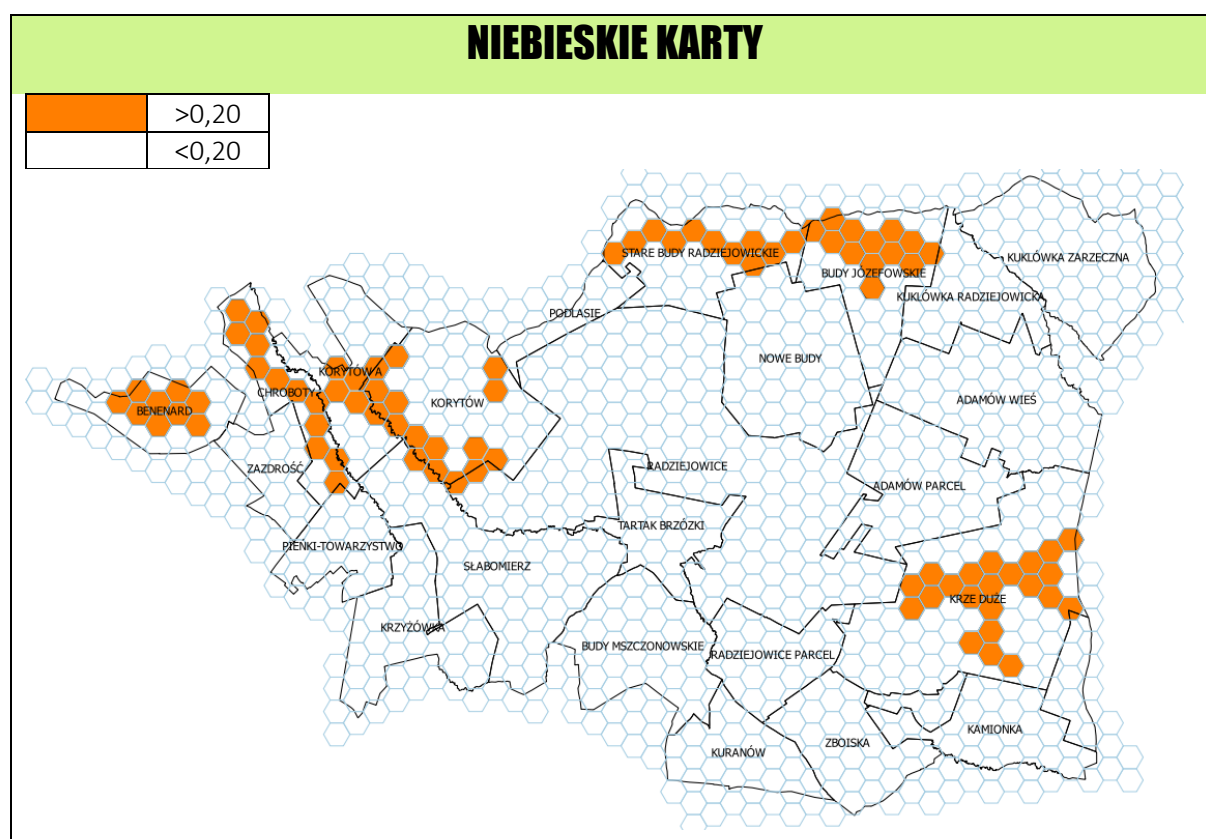 NIEBIESKIE KARTY
>0,20
<0,20
STARE BUDY RADZIEJOWICKIE
KUKLÓWKA ZARZECZNA
BUDY JÓZEFOWSKIE
KUKLÓWKA RADZIEJOWICKA
PODLASIE
NOWE BUDY
KORYTÓW A
CHROBOTY
KORYTÓW
ADAMÓW WIEŚ
BENENARD
ZAZDROŚĆ
RADZIEJOWICE
ADAMÓW PARCEL
TARTAK BRZÓZKI
PIEŃKI-TOWARZYSTWO
SŁABOMIERZ
KRZE DUŻE
KRZYŻÓWKA
BUDY MSZCZONOWSKIE
RADZIEJOWICE PARCEL
KAMIONKA
ZBOISKA
KURANÓW